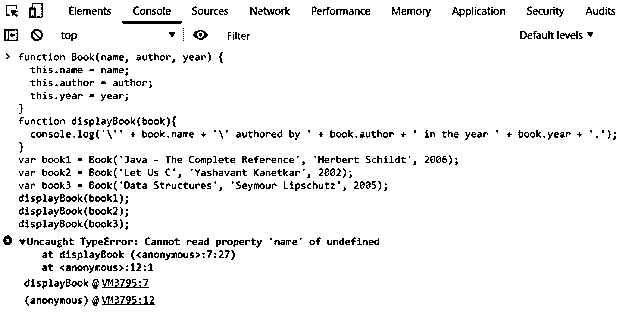 Elements Console Sources Network Performance Memory Application Security Audits
top Filter Default levels
function Book(name, author, year) {
this.name = name;
this.author = author;
this.year = year;
}
function displayBook(book){
console.log('\'' + book.name + '\' authored by ' + book.author + ' in the year ' + book.year + '.');
}
var book1 = Book('Java - The Complete Reference', 'Herbert Schildt', 2006);
var book2 = Book('Let Us C', 'Yashavant Kanetkar', 2002);
var book3 = Book('Data Structures', 'Seymour Lipschutz', 2005);
displayBook(book1);
displayBook(book2);
displayBook(book3);
Uncaught TypeError: Cannot read property 'name' of undefined
at displayBook (<anonymous>:7:27)
at <anonymous>:12:1
displayBook @ VM3795:7
(anonymous) @ VM3795:12